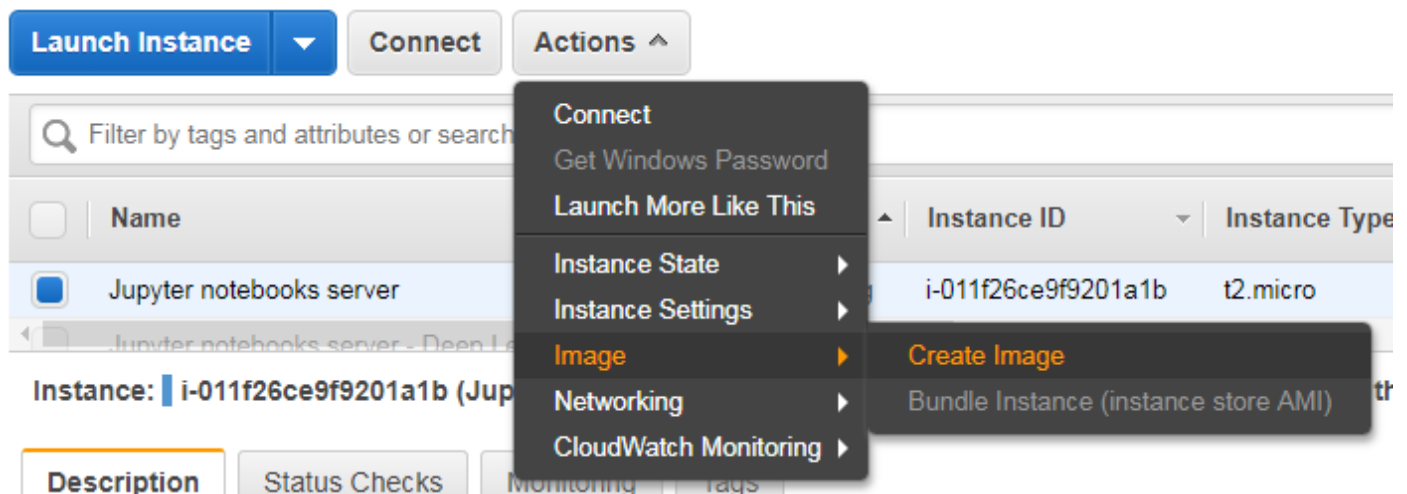 Launch Instance Connect Actions
Filter by tags and attributes or search
Connect
Get Windows Password
Launch More Like This
Name Instance ID Instance Type
Instance State
Jupyter notebooks server i-011f26ce9f9201a1b t2.micro
Instance Settings
Jupyter notebooks server - Deep
Image Create Image
Instance: i-011f26ce9f9201a1b (Jup
Networking Bundle Instance (instance store AMI)
CloudWatch Monitoring
Description Status Checks Monitoring Tags